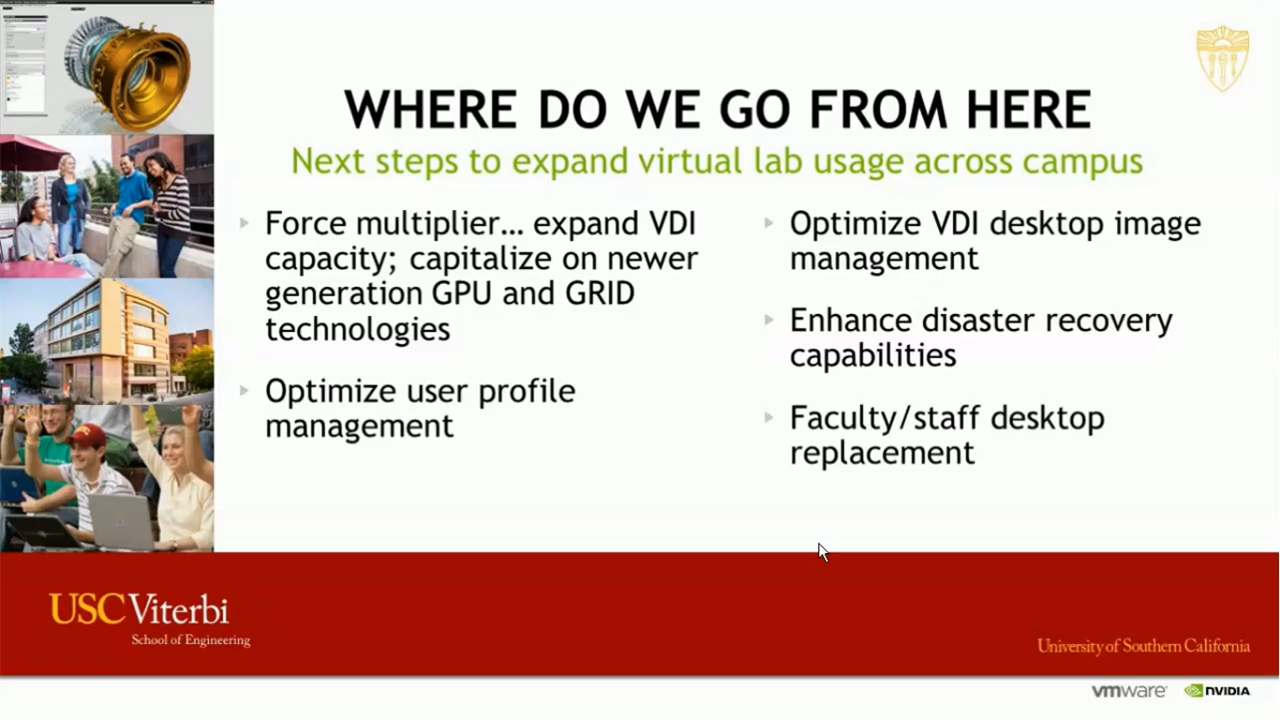 WHERE DO WE GO FROM HERE
Next steps to expand virtual lab usage across campus
Force multiplier... expand VDI
capacity; capitalize on newer
generation GPU and GRID
technologies
Optimize user profile
management
Optimize VDI desktop image
management
Enhance disaster recovery
capabilities
Faculty/staff desktop
replacement
USC Viterbi
School of Engineering
University of Southern California
vmware
NVIDIA